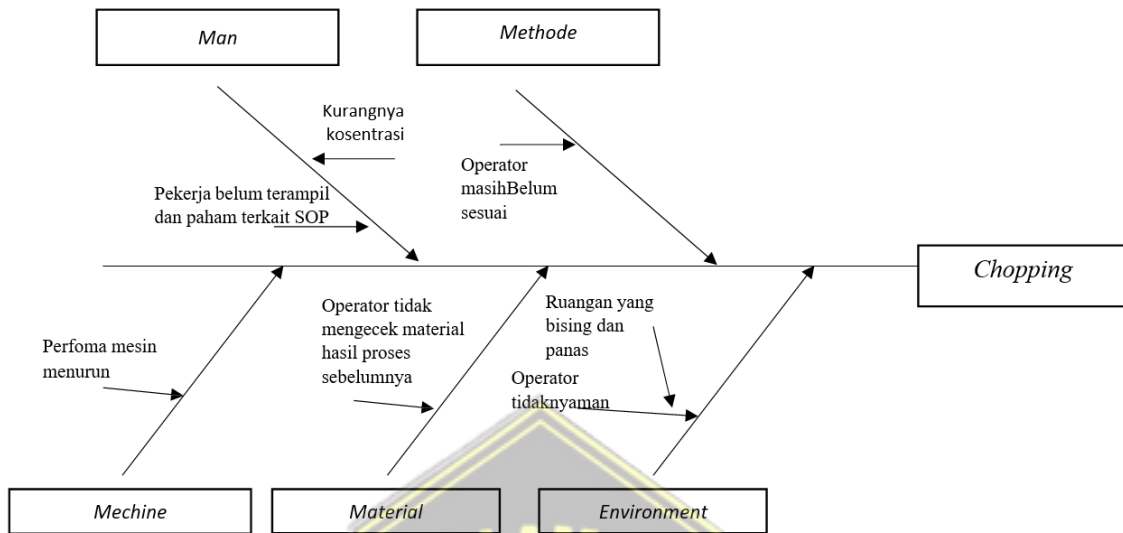 Man
Methode
Kurangnya
kosentrasi
Pekerja belum terampil
dan paham terkait SOP
Operator
masihBelum
sesuai
Chopping
Perfoma mesin
menurun
Operator tidak
mengecek material
hasil proses
sebelumnya
Ruangan yang
bising dan
panas
Operator
tidaknyaman
Mechine
Material
Environment